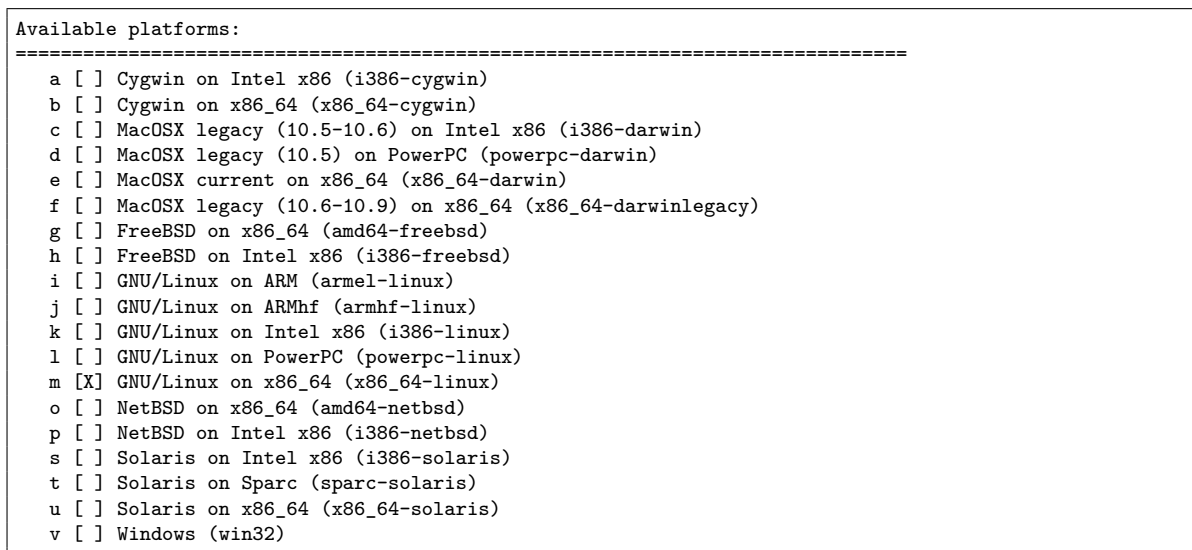 Available platforms:
===============================================================================
   a [ ] Cygwin on Intel x86 (i386-cygwin)
   b [ ] Cygwin on x86_64 (x86_64-cygwin)
   c [ ] MacOSX legacy (10.5-10.6) on Intel x86 (i386-darwin)
   d [ ] MacOSX legacy (10.5) on PowerPC (powerpc-darwin)
   e [ ] MacOSX current on x86_64 (x86_64-darwin)
   f [ ] MacOSX legacy (10.6-10.9) on x86_64 (x86_64-darwinlegacy)
   g [ ] FreeBSD on x86_64 (amd64-freebsd)
   h [ ] FreeBSD on Intel x86 (i386-freebsd)
   i [ ] GNU/Linux on ARM (armel-linux)
   j [ ] GNU/Linux on ARMhf (armhf-linux)
   k [ ] GNU/Linux on Intel x86 (i386-linux)
   l [ ] GNU/Linux on PowerPC (powerpc-linux)
   m [X] GNU/Linux on x86_64 (x86_64-linux)
   o [ ] NetBSD on x86_64 (amd64-netbsd)
   p [ ] NetBSD on Intel x86 (i386-netbsd)
   s [ ] Solaris on Intel x86 (i386-solaris)
   t [ ] Solaris on Sparc (sparc-solaris)
   u [ ] Solaris on x86_64 (x86_64-solaris)
   v [ ] Windows (win32)